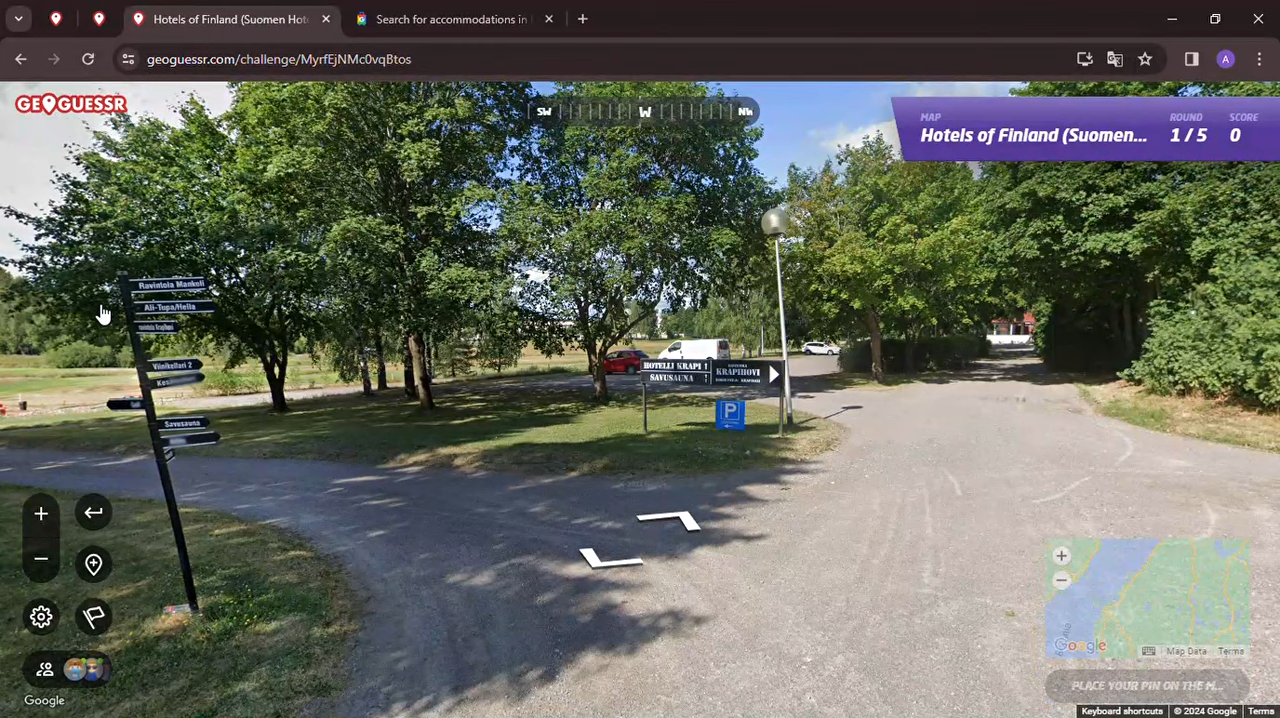 Hotels of Finland (Suomen Hot
Search for accommodations in
geoguessr.com/challenge/MyrfEjNMc0vqBtos
A
GEOGUESSR
SW
W
NW
MAP
Hotels of Finland (Suomen...
ROUND
1 / 5
SCORE
0
Ravintola Mankeli
Ali-Tupa/Hella
Viinikellari 2
Savusauna
HOTELLI KRAPI !
SAVUSAUNA
KRAPIHOVI
P
Google
Map Data
Terms
PLACE YOUR PIN ON THE M...
Google
Keyboard shortcuts
© 2024 Google
Terms